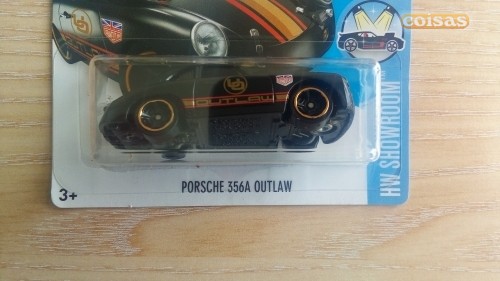 coisas
OUTLAW
HW SHOWROOM
3+
PORSCHE 356A OUTLAW